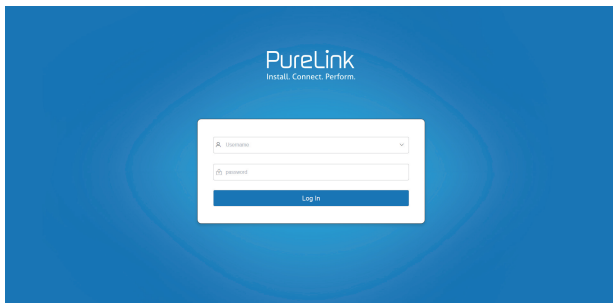 PureLink
Install. Connect. Perform.
Username
password
Log In